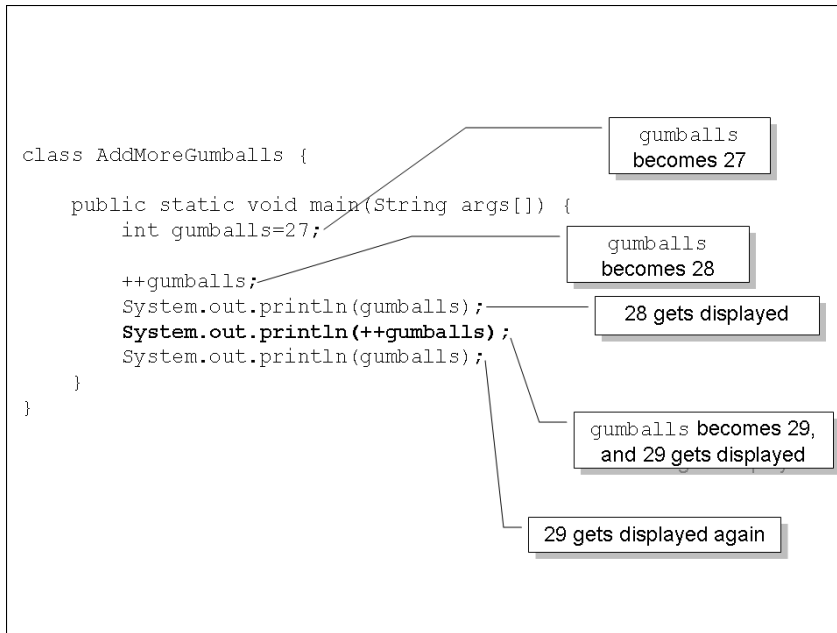 class AddMoreGumballs {
public static void main(String args[]) {
int gumballs=27;
++gumballs;
System.out.println(gumballs);
System.out.println(++gumballs);
System.out.println(gumballs);
}
}
gumballs
becomes 27
gumballs
becomes 28
28 gets displayed
gumballs becomes 29,
and 29 gets displayed
29 gets displayed again